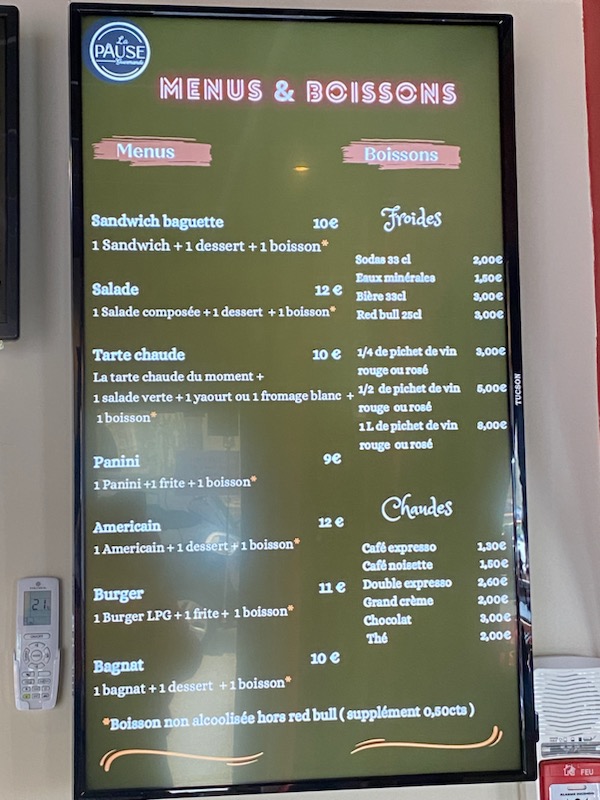 La
PAUSE
Gourmande
MENUS & BOISSONS
Menus
Sandwich baguette 10€
1 Sandwich + 1 dessert + 1 boisson*
Salade 12 €
1 Salade composée + 1 dessert + 1 boisson*
Tarte chaude 10 €
La tarte chaude du moment +
1 salade verte + 1 yaourt ou 1 fromage blanc +
1 boisson*
Panini 9€
1 Panini +1 frite + 1 boisson*
Americain 12 €
1 Americain + 1 dessert + 1 boisson*
Burger 11 €
1 Burger LPG + 1 frite + 1 boisson*
Bagnat 10 €
1 bagnat + 1 dessert + 1 boisson*
Boissons
Froides
Sodas 33 cl 2,00€
Eaux minérales 1,50€
Bière 33cl 3,00€
Red bull 25cl 3,00€
1/4 de pichet de vin 3,00€
rouge ou rosé
1/2 de pichet de vin 5,00€
rouge ou rosé
1 L de pichet de vin 8,00€
rouge ou rosé
Chaudes
Café expresso 1,30€
Café noisette 1,50€
Double expresso 2,60€
Grand crème 2,00€
Chocolat 3,00€
Thé 2,00€
*Boisson non alcoolisée hors red bull ( supplément 0,50cts )
TUCSON
21
FEU